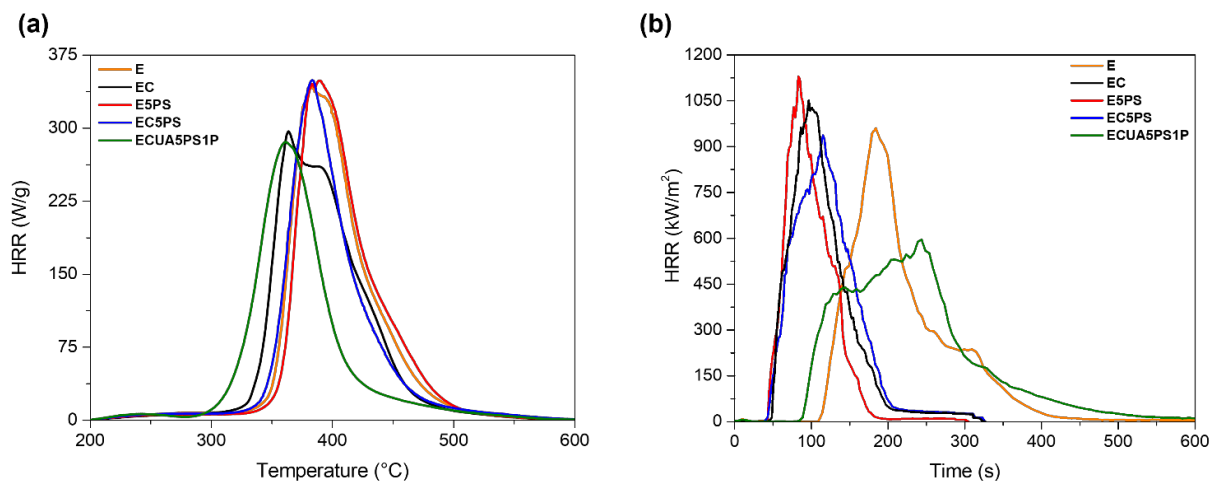 (a)
375
300
225
150
75
0
HRR (W/g)
E
EC
E5PS
EC5PS
ECUA5PS1P
200
300
400
500
600
Temperature (°C)
(b)
1200
1050
900
750
600
450
300
150
0
HRR (kW/m²)
E
EC
E5PS
EC5PS
ECUA5PS1P
0
100
200
300
400
500
600
Time (s)